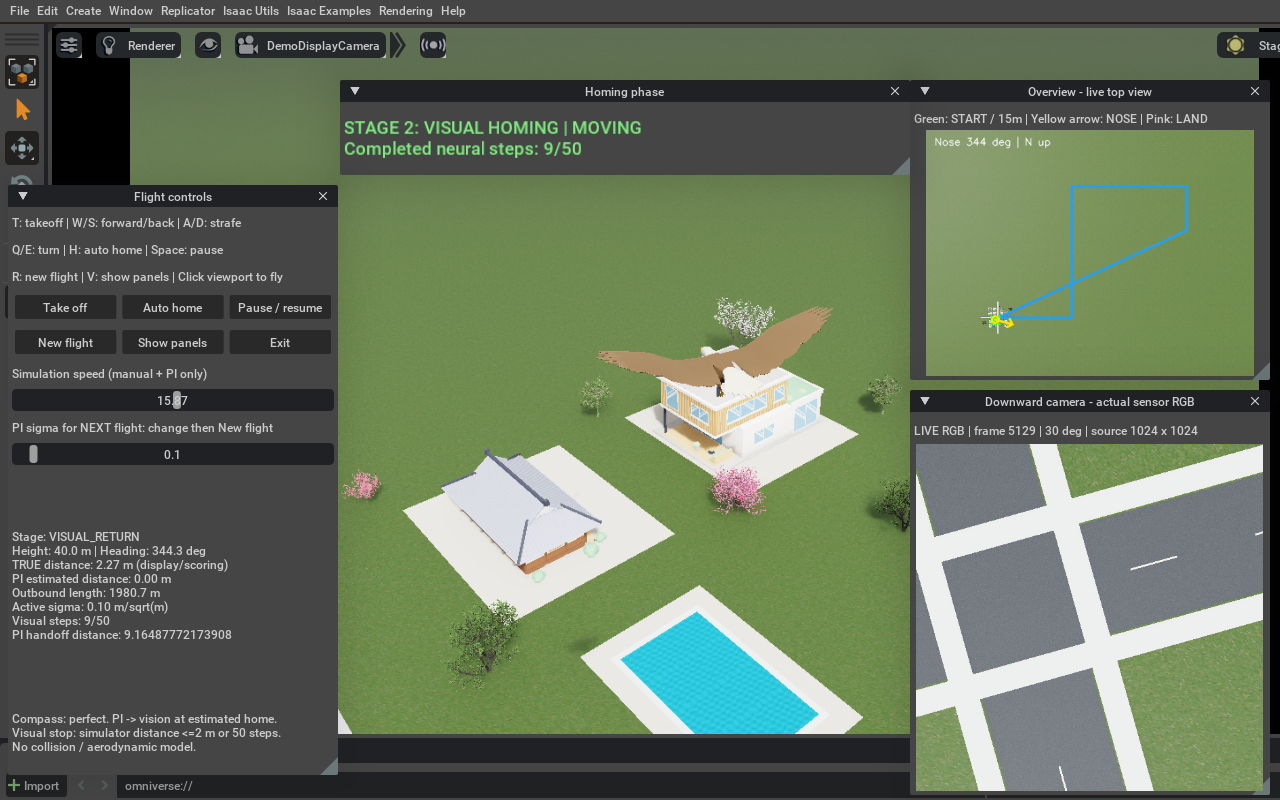 File Edit Create Window Replicator Isaac Utils Isaac Examples Rendering Help
Renderer
DemoDisplayCamera
Homing phase
STAGE 2: VISUAL HOMING | MOVING
Completed neural steps: 9/50
Overview - live top view
Green: START / 15m | Yellow arrow: NOSE | Pink: LAND
Nose 344 deg | N up
Flight controls
T: takeoff | W/S: forward/back | A/D: strafe
Q/E: turn | H: auto home | Space: pause
R: new flight | V: show panels | Click viewport to fly
Take off Auto home Pause / resume
New flight Show panels Exit
Simulation speed (manual + PI only)
PI sigma for NEXT flight: change then New flight
0.1
Stage: VISUAL_RETURN
Height: 40.0 m | Heading: 344.3 deg
TRUE distance: 2.27 m (display/scoring)
PI estimated distance: 0.00 m
Outbound length: 1980.7 m
Active sigma: 0.10 m/sqrt(m)
Visual steps: 9/50
PI handoff distance: 9.16487772173908
Compass: perfect. PI -> vision at estimated home.
Visual stop: simulator distance <=2 m or 50 steps.
No collision / aerodynamic model.
Downward camera - actual sensor RGB
LIVE RGB | frame 5129 | 30 deg | source 1024 x 1024
Import
omniverse://